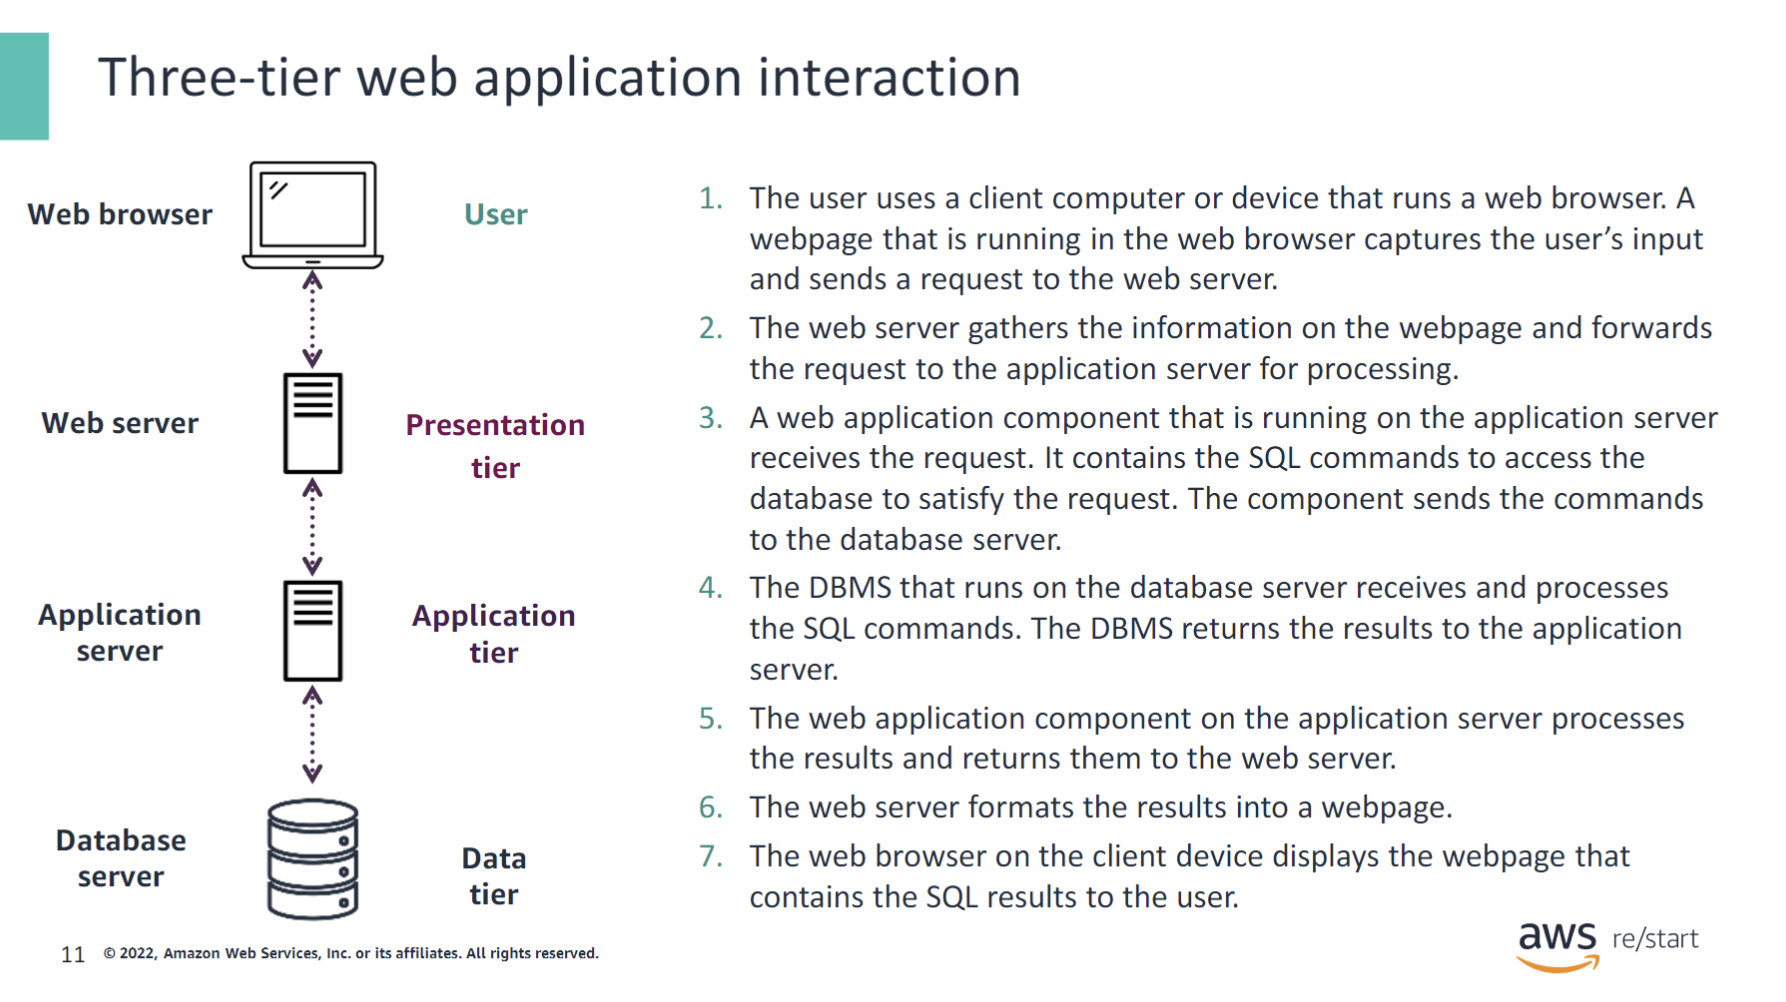 Three-tier web application interaction
Web browser
User
Web server
Presentation
tier
Application
server
Application
tier
Database
server
Data
tier
1. The user uses a client computer or device that runs a web browser. A
webpage that is running in the web browser captures the user’s input
and sends a request to the web server.
2. The web server gathers the information on the webpage and forwards
the request to the application server for processing.
3. A web application component that is running on the application server
receives the request. It contains the SQL commands to access the
database to satisfy the request. The component sends the commands
to the database server.
4. The DBMS that runs on the database server receives and processes
the SQL commands. The DBMS returns the results to the application
server.
5. The web application component on the application server processes
the results and returns them to the web server.
6. The web server formats the results into a webpage.
7. The web browser on the client device displays the webpage that
contains the SQL results to the user.
11 © 2022, Amazon Web Services, Inc. or its affiliates. All rights reserved.
aws re/start